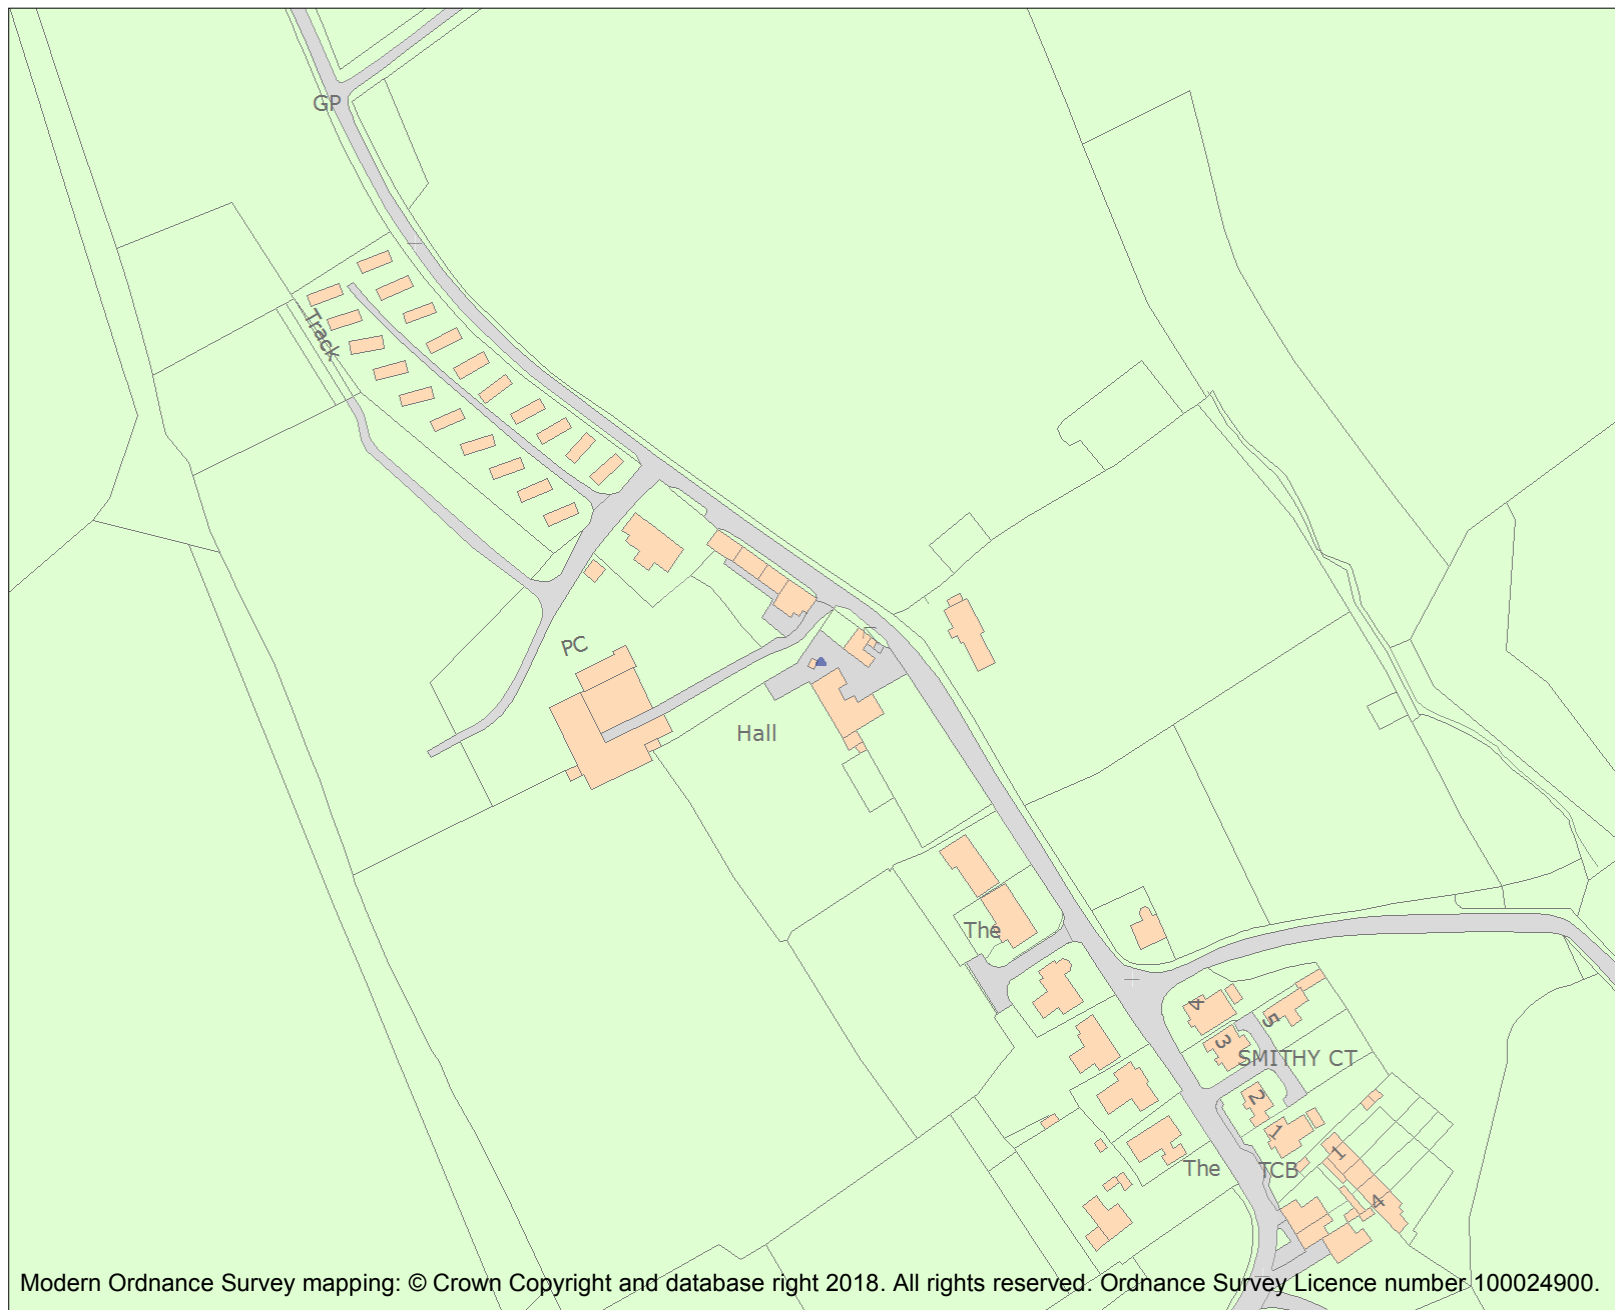 GP
Track
PC
Hall
The
4
5
3
SMITHY CT
2
1
1
The
TCB
4
Modern Ordnance Survey mapping: © Crown Copyright and database right 2018. All rights reserved. Ordnance Survey Licence number 100024900.